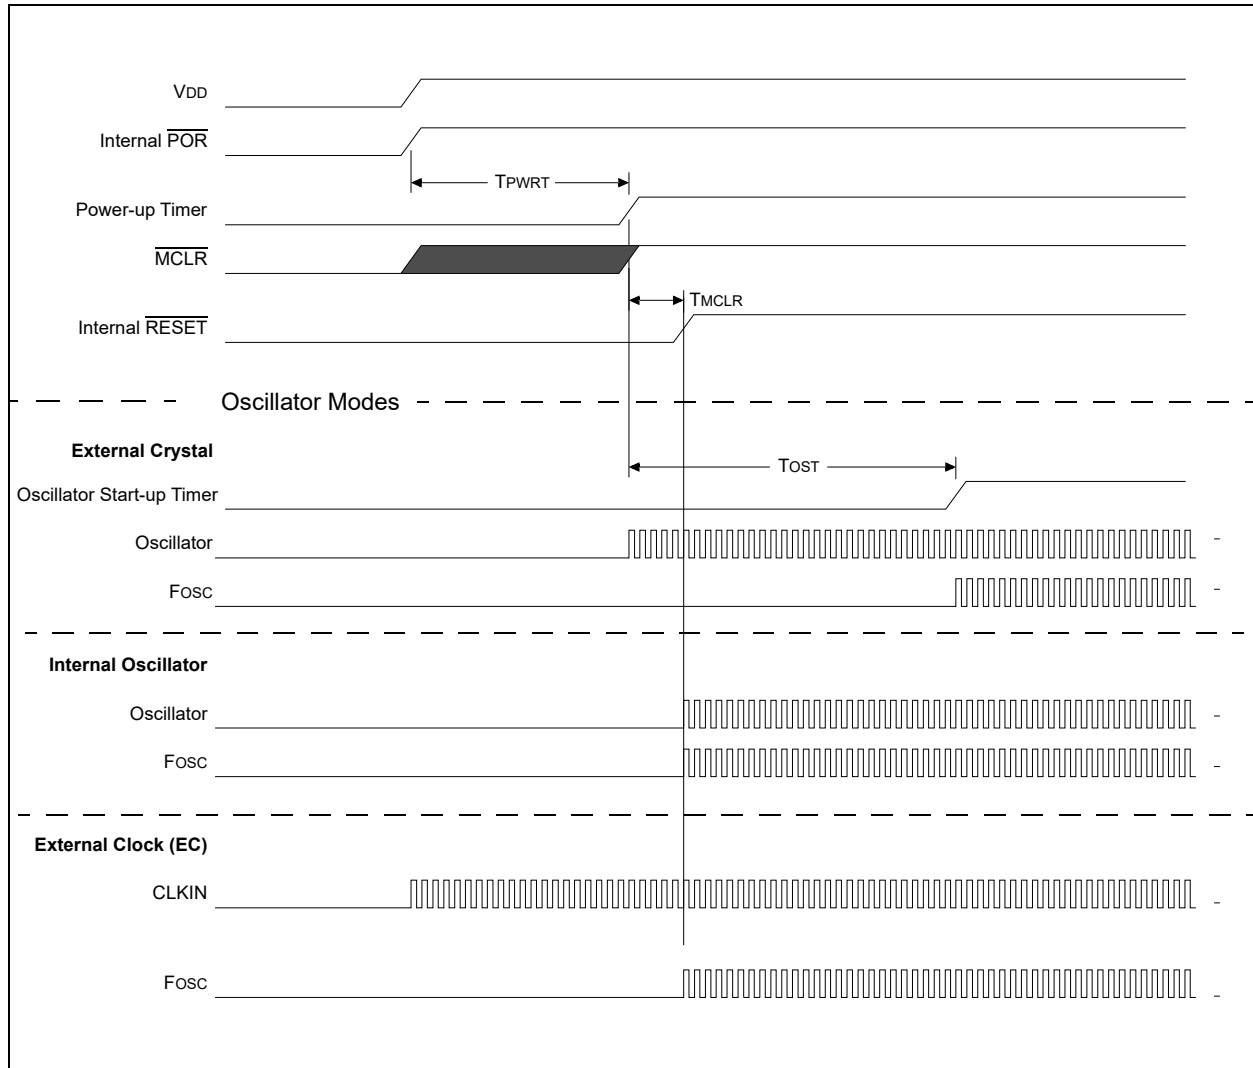 VDD
Internal POR
TPWRT
Power-up Timer
MCLR
TMCLR
Internal RESET
Oscillator Modes
External Crystal
TOST
Oscillator Start-up Timer
Oscillator
FOSC
Internal Oscillator
Oscillator
FOSC
External Clock (EC)
CLKIN
FOSC